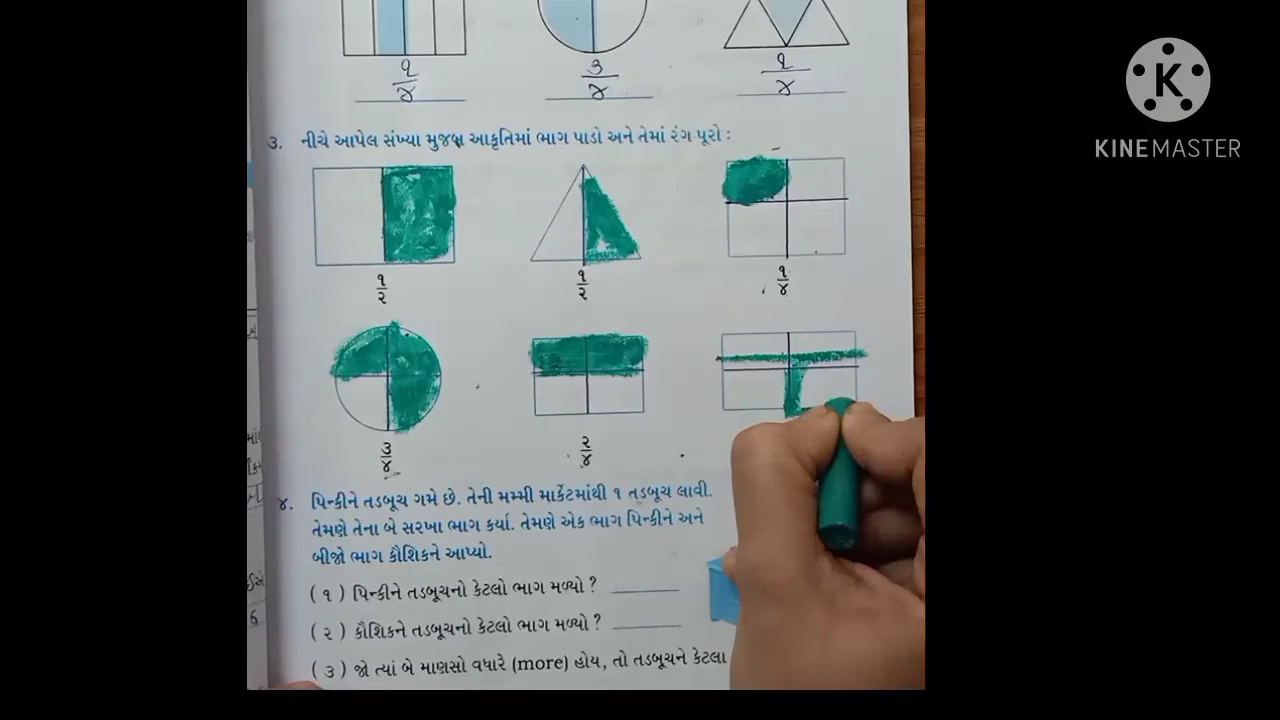 ૧/૪ ૩/૪ ૧/૪
૩. નીચે આપેલ સંખ્યા મુજબ આકૃતિમાં ભાગ પાડો અને તેમાં રંગ પૂરો :
૧/૨ ૧/૨ ૧/૪
૩/૪ ૨/૪
૪. પિન્કીને તડબૂચ ગમે છે. તેની મમ્મી માર્કેટમાંથી ૧ તડબૂચ લાવી.
તેમણે તેના બે સરખા ભાગ કર્યા. તેમણે એક ભાગ પિન્કીને અને
બીજો ભાગ કૌશિકને આપ્યો.
(૧) પિન્કીને તડબૂચનો કેટલો ભાગ મળ્યો ?
(૨) કૌશિકને તડબૂચનો કેટલો ભાગ મળ્યો ?
(૩) જો ત્યાં બે માણસો વધારે (more) હોય, તો તડબૂચને કેટલા
K
KINEMASTER